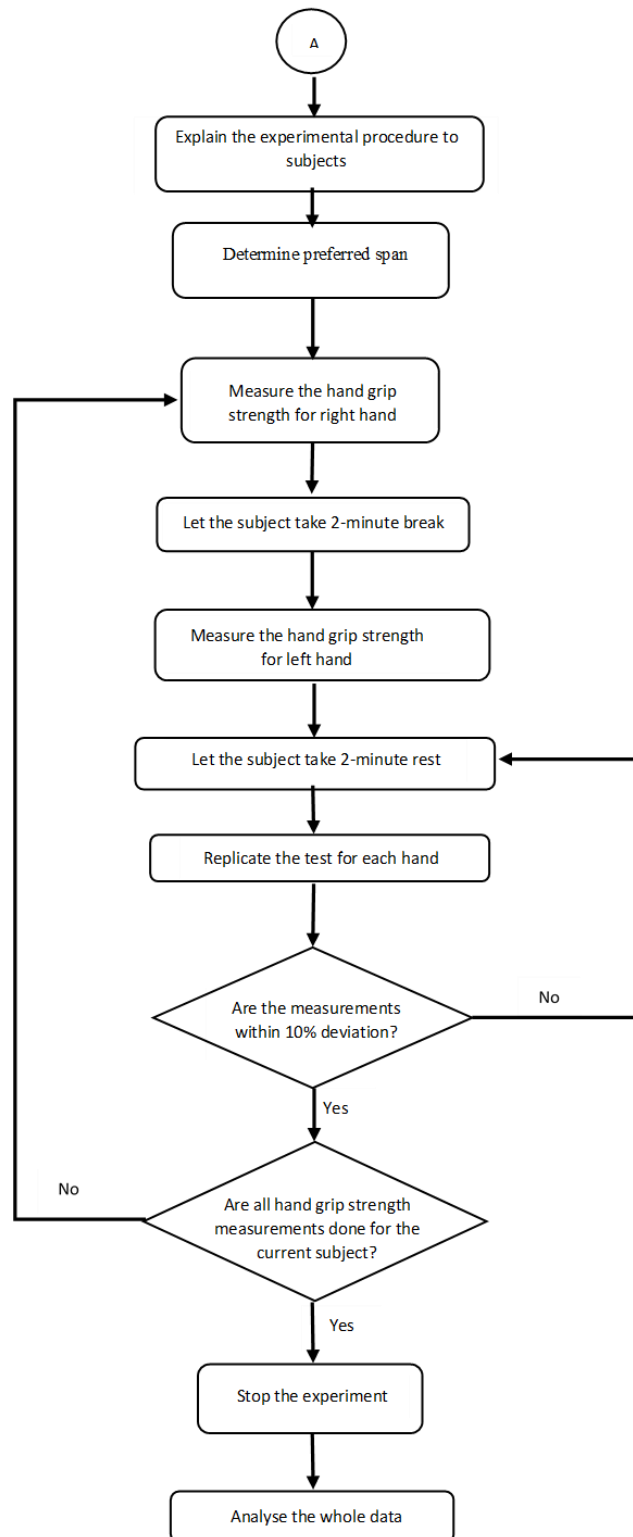 A
Explain the experimental procedure to
subjects
Determine preferred span
Measure the hand grip
strength for right hand
Let the subject take 2-minute break
Measure the hand grip strength
for left hand
Let the subject take 2-minute rest
Replicate the test for each hand
Are the measurements
within 10% deviation?
No
Yes
No
Are all hand grip strength
measurements done for the
current subject?
Yes
Stop the experiment
Analyse the whole data